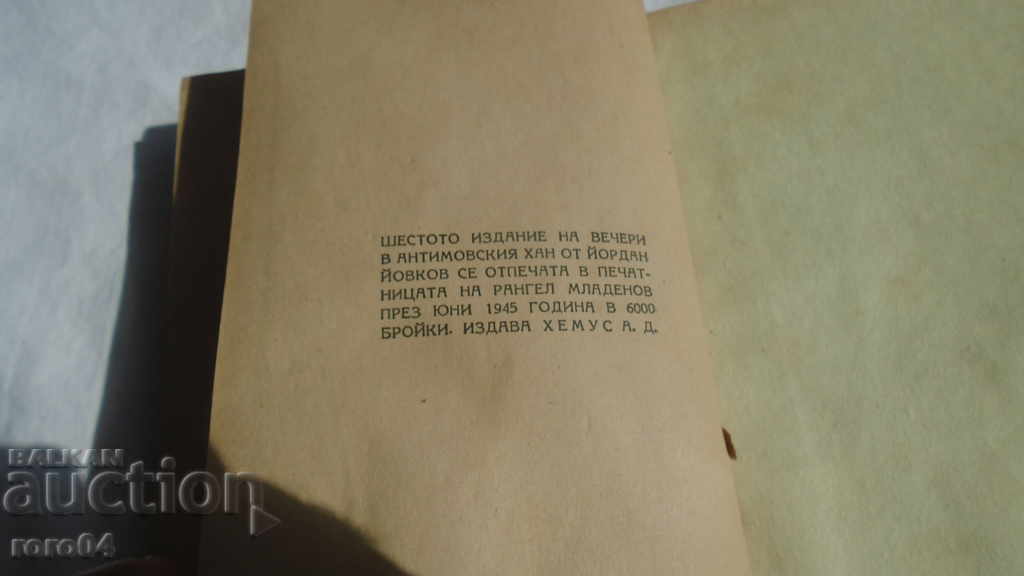 ШЕСТОТО ИЗДАНИЕ НА ВЕЧЕРИ
В АНТИМОВСКИЯ ХАН ОТ ЙОРДАН
ЙОВКОВ СЕ ОТПЕЧАТА В ПЕЧАТ-
НИЦАТА НА РАНГЕЛ МЛАДЕНОВ
ПРЕЗ ЮНИ 1945 ГОДИНА В 6000
БРОЙКИ. ИЗДАВА ХЕМУС А. Д.
BALKAN
auction
roro04